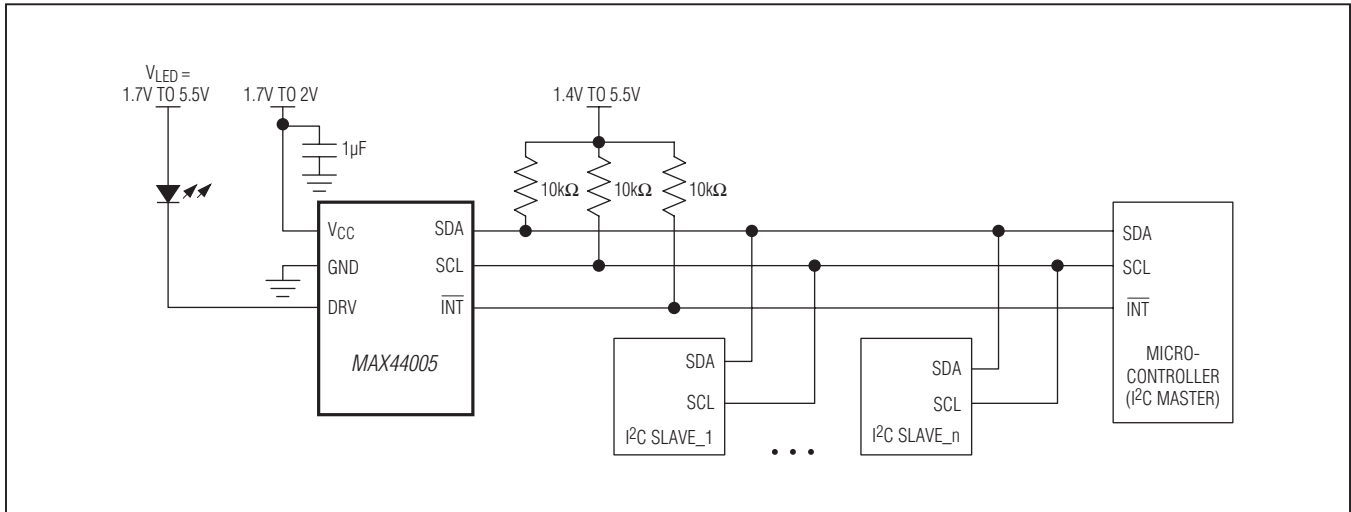 VLED =
1.7V TO 5.5V
1.7V TO 2V
1.4V TO 5.5V
1µF
10kΩ
10kΩ
10kΩ
VCC
GND
DRV
SDA
SCL
INT
MAX44005
SDA
SCL
I²C SLAVE_1
• • •
SDA
SCL
I²C SLAVE_n
SDA
SCL
INT
MICRO-
CONTROLLER
(I²C MASTER)